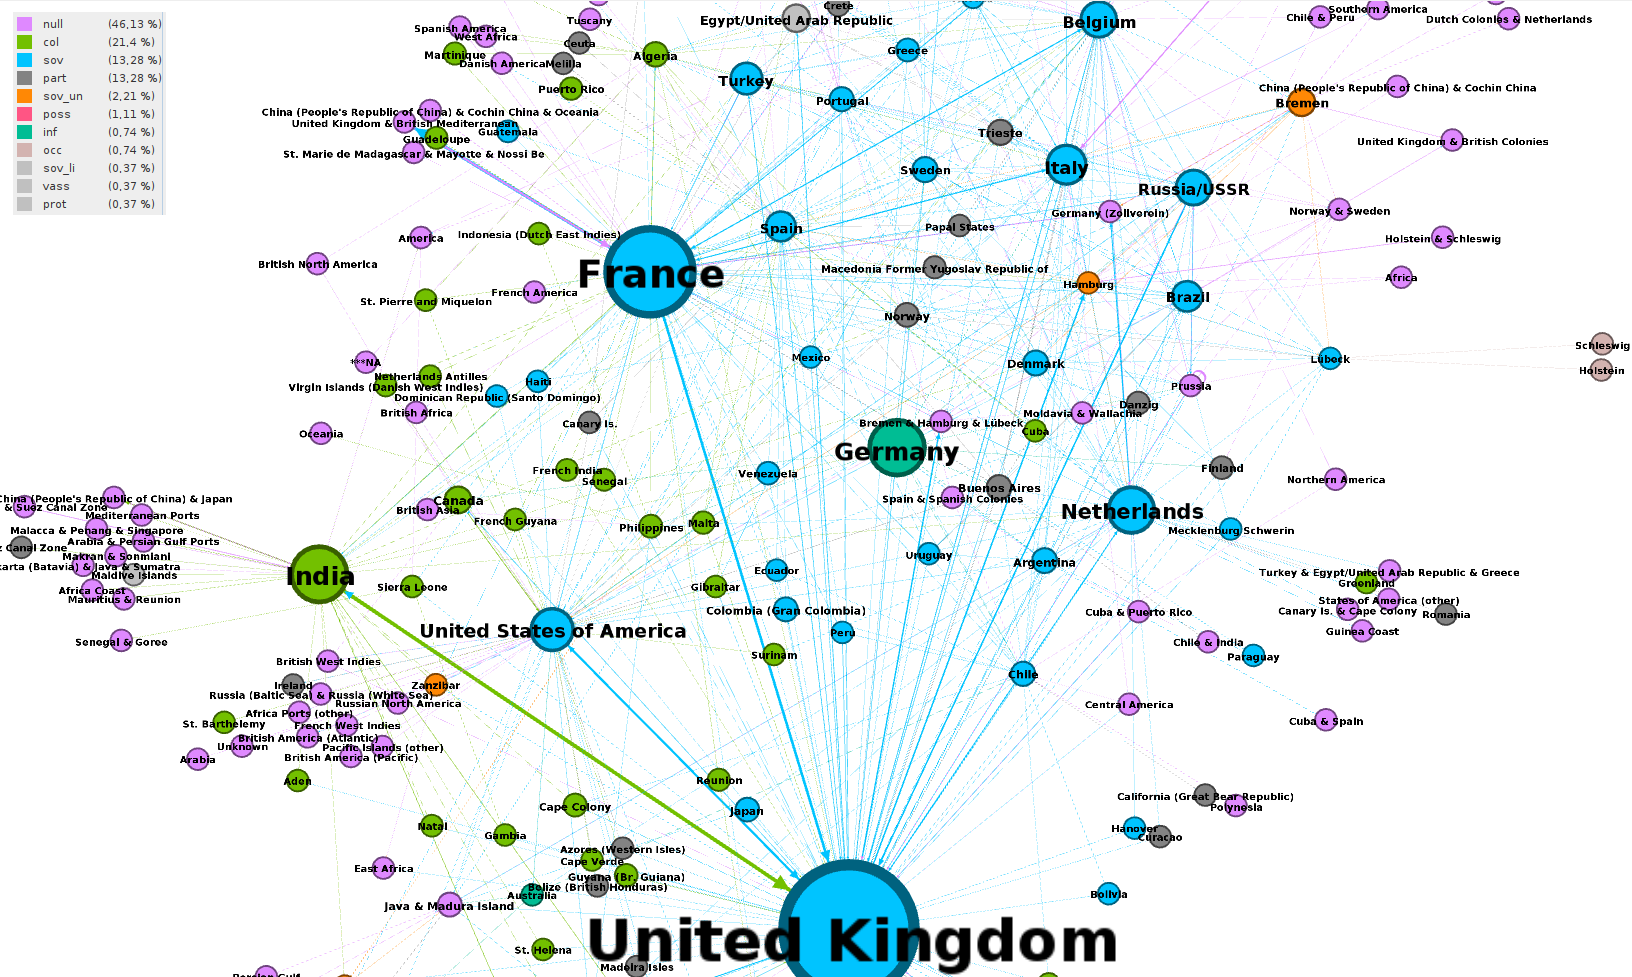 null (46,13 %)
col (21,4 %)
sov (13,28 %)
part (13,28 %)
sov_un (2,21 %)
poss (1,11 %)
inf (0,74 %)
occ (0,74 %)
sov_li (0,37 %)
vass (0,37 %)
prot (0,37 %)
Crete
Southern America
Chile & Peru
Dutch Colonies & Netherlands
Tuscany
Egypt/United Arab Republic
Belgium
Spanish America
West Africa
Ceuta
Greece
Martinique
Danish America
Melilla
Algeria
Turkey
Puerto Rico
Portugal
China (People's Republic of China) & Cochin China
Bremen
China (People's Republic of China) & Cochin China & Oceania
United Kingdom & British Mediterranean
Guatemala
Guadeloupe
Trieste
United Kingdom & British Colonies
St. Marie de Madagascar & Mayotte & Nossi Be
Sweden
Italy
Russia/USSR
Germany (Zollverein)
Norway & Sweden
America
Indonesia (Dutch East Indies)
Spain
Papal States
Holstein & Schleswig
British North America
France
Macedonia Former Yugoslav Republic of
Hamburg
Africa
St. Pierre and Miquelon
French America
Brazil
Norway
Schleswig
***NA
Mexico
Denmark
Lübeck
Holstein
Netherlands Antilles
Virgin Islands (Danish West Indies)
Haiti
Dominican Republic (Santo Domingo)
Prussia
Danzig
British Africa
Canary Is.
Bremen & Hamburg & Lübeck
Moldavia & Wallachia
Cuba
Oceania
Germany
French India
Senegal
Venezuela
Finland
Northern America
China (People's Republic of China) & Japan
& Suez Canal Zone
Mediterranean Ports
Canada
British Asia
French Guyana
Buenos Aires
Spain & Spanish Colonies
Netherlands
Malacca & Penang & Singapore
Arabia & Persian Gulf Ports
Philippines
Malta
Mecklenburg Schwerin
Canal Zone
Makran & Sonmiani
(Batavia) & Java & Sumatra
Maldive Islands
India
Uruguay
Argentina
Ecuador
Turkey & Egypt/United Arab Republic & Greece
Greenland
Africa Coast
Mauritius & Reunion
Sierra Leone
Gibraltar
States of America (other)
Canary Is. & Cape Colony
Romania
Colombia (Gran Colombia)
Cuba & Puerto Rico
Guinea Coast
Senegal & Goree
United States of America
Peru
Chile & India
Paraguay
British West Indies
Surinam
Chile
Ireland
Zanzibar
Russia (Baltic Sea) & Russia (White Sea)
Russian North America
Central America
Africa Ports (other)
St. Barthelemy
French West Indies
Cuba & Spain
British America (Atlantic)
Unknown
Pacific Islands (other)
Arabia
British America (Pacific)
Aden
Reunion
California (Great Bear Republic)
Cape Colony
Japan
Polynesia
Natal
Gambia
Hanover
Curacao
Azores (Western Isles)
Cape Verde
East Africa
Guyana (Br. Guiana)
Belize (British Honduras)
Australia
Bolivia
Java & Madura Island
St. Helena
United Kingdom
Madeira Isles
Persian Gulf